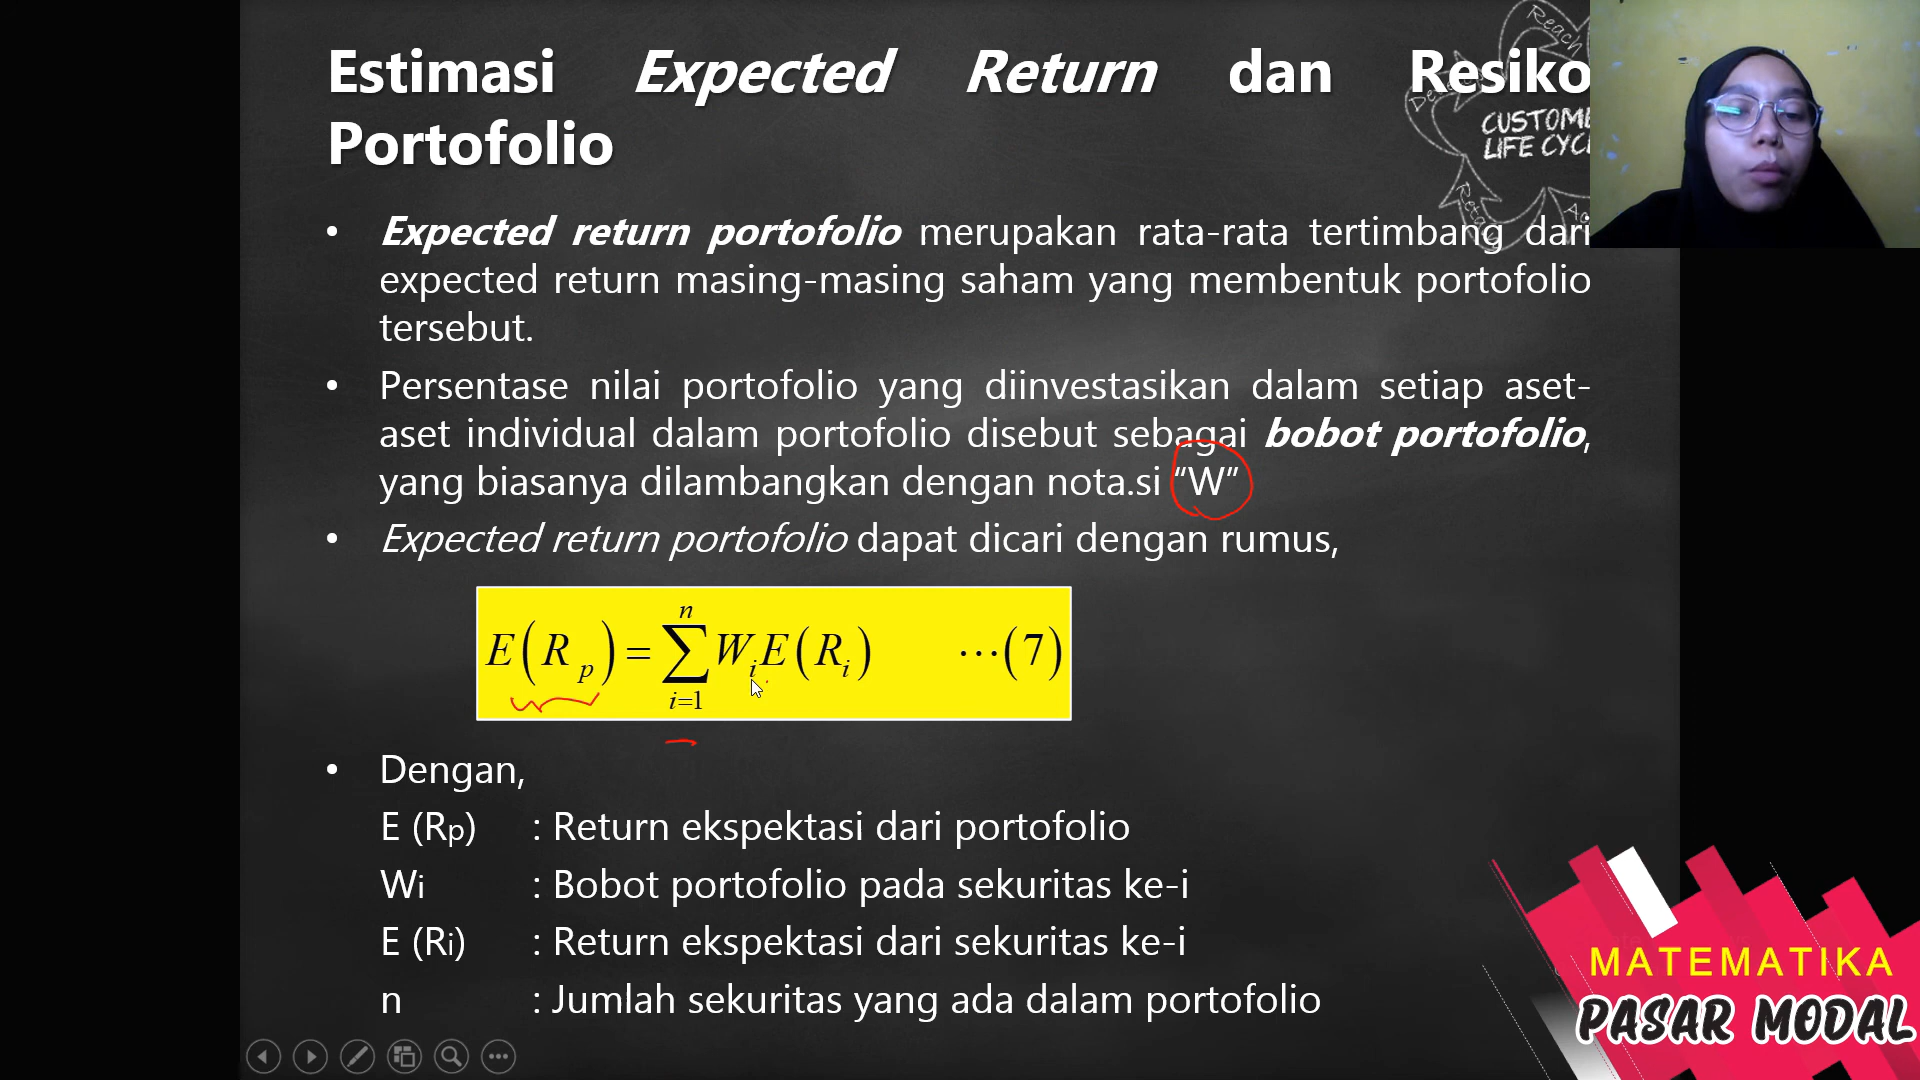 Estimasi Expected Return dan Resiko
Portofolio
Reach
CUSTOME
LIFE CYC
• Expected return portofolio merupakan rata-rata tertimbang dari
expected return masing-masing saham yang membentuk portofolio
tersebut.
• Persentase nilai portofolio yang diinvestasikan dalam setiap aset-
aset individual dalam portofolio disebut sebagai bobot portofolio,
yang biasanya dilambangkan dengan nota.si “W”
• Expected return portofolio dapat dicari dengan rumus,
E(R_p) = ∑_{i=1}^{n} W_i E(R_i) ⋯(7)
• Dengan,
E (Rp) : Return ekspektasi dari portofolio
Wi : Bobot portofolio pada sekuritas ke-i
E (Ri) : Return ekspektasi dari sekuritas ke-i
n : Jumlah sekuritas yang ada dalam portofolio
MATEMATIKA
PASAR MODAL